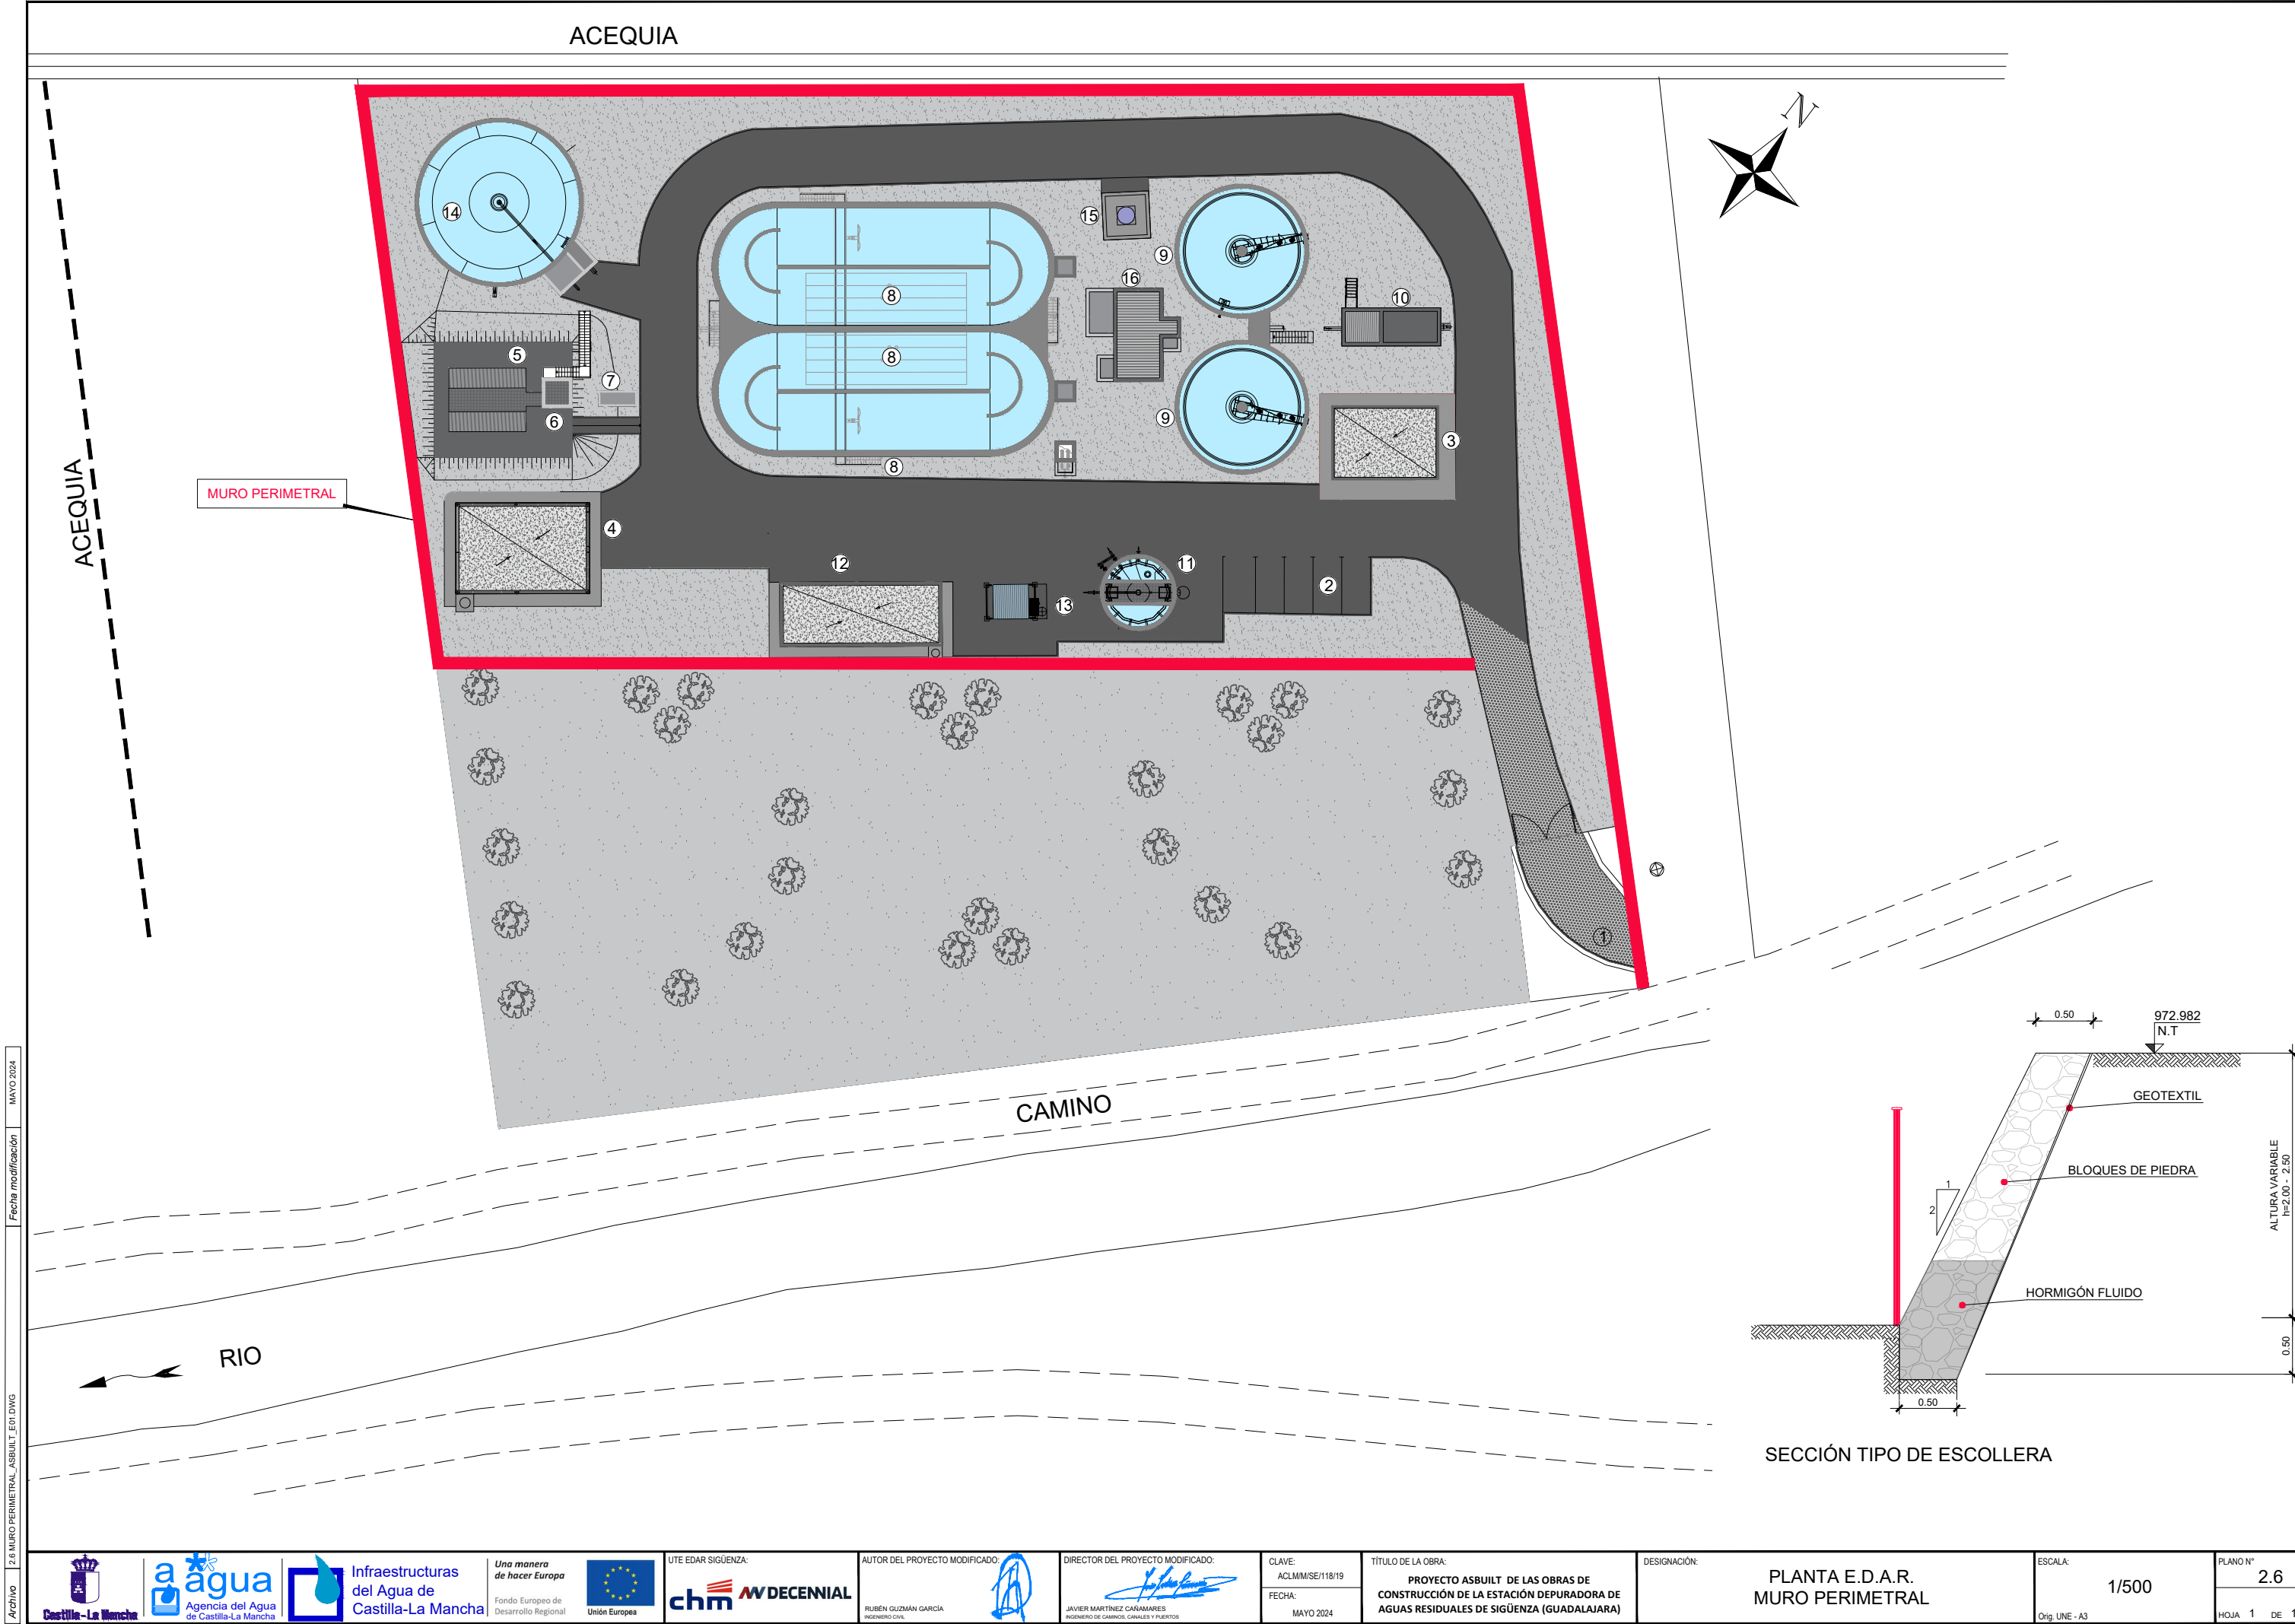 ACEQUIA
N
ACEQUIA
MURO PERIMETRAL
14
15
9
16
8
10
5
8
7
6
9
3
8
4
12
11
2
13
1
CAMINO
RIO
0.50
972.982
N.T
GEOTEXTIL
BLOQUES DE PIEDRA
1
2
HORMIGÓN FLUIDO
ALTURA VARIABLE
h=2.00 - 2.50
0.50
0.50
SECCIÓN TIPO DE ESCOLLERA
MAYO 2024
Fecha modificación
2.6 MURO PERIMETRAL_ASBUILT_E01.DWG
Archivo
Castilla-La Mancha
a agua
Agencia del Agua
de Castilla-La Mancha
Infraestructuras
del Agua de
Castilla-La Mancha
Una manera
de hacer Europa
Fondo Europeo de
Desarrollo Regional
Unión Europea
UTE EDAR SIGÜENZA:
chm DECENNIAL
AUTOR DEL PROYECTO MODIFICADO:
RUBÉN GUZMÁN GARCÍA
INGENIERO CIVIL
DIRECTOR DEL PROYECTO MODIFICADO:
JAVIER MARTÍNEZ CAÑAMARES
INGENIERO DE CAMINOS, CANALES Y PUERTOS
CLAVE:
ACLM/M/SE/118/19
FECHA:
MAYO 2024
TÍTULO DE LA OBRA:
PROYECTO ASBUILT DE LAS OBRAS DE
CONSTRUCCIÓN DE LA ESTACIÓN DEPURADORA DE
AGUAS RESIDUALES DE SIGÜENZA (GUADALAJARA)
DESIGNACIÓN:
PLANTA E.D.A.R.
MURO PERIMETRAL
ESCALA:
1/500
Orig. UNE - A3
PLANO Nº
2.6
HOJA 1 DE